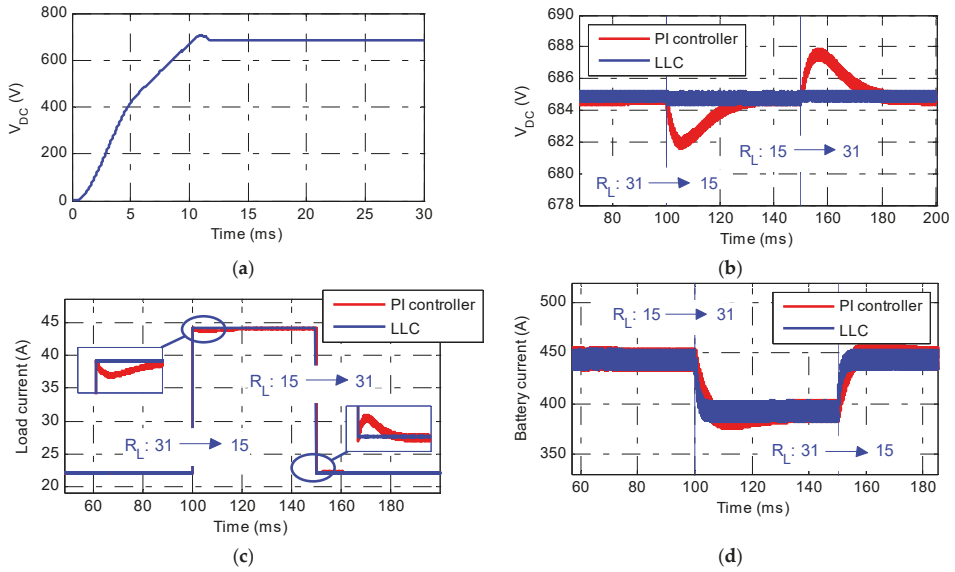 800
600
400
200
0
V_DC (V)
0 5 10 15 20 25 30
Time (ms)
(a)
690
688
686
684
682
680
678
V_DC (V)
PI controller
LLC
R_L: 15 → 31
R_L: 31 → 15
80 100 120 140 160 180 200
Time (ms)
(b)
45
40
35
30
25
20
Load current (A)
PI controller
LLC
R_L: 15 → 31
R_L: 31 → 15
60 80 100 120 140 160 180
Time (ms)
(c)
500
450
400
350
Battery current (A)
R_L: 15 → 31
PI controller
LLC
R_L: 31 → 15
60 80 100 120 140 160 180
Time (ms)
(d)